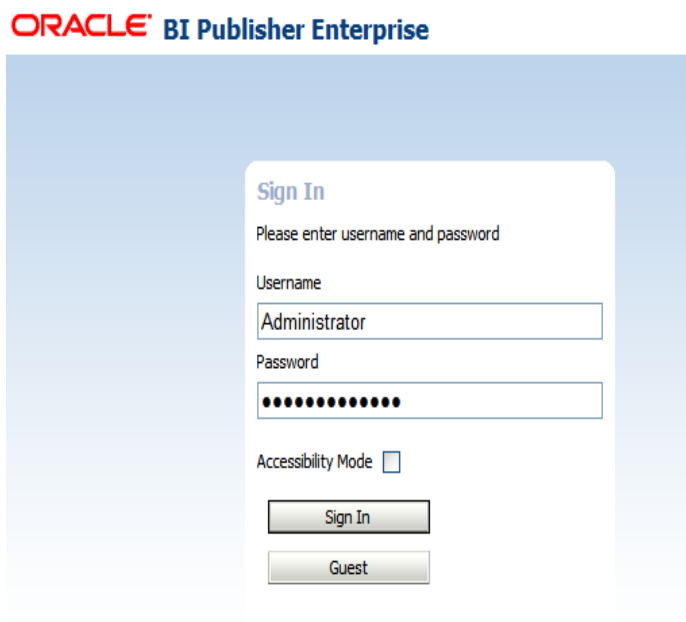 ORACLE BI Publisher Enterprise
Sign In
Please enter username and password
Username
Administrator
Password
•••••••••••••
Accessibility Mode
Sign In
Guest